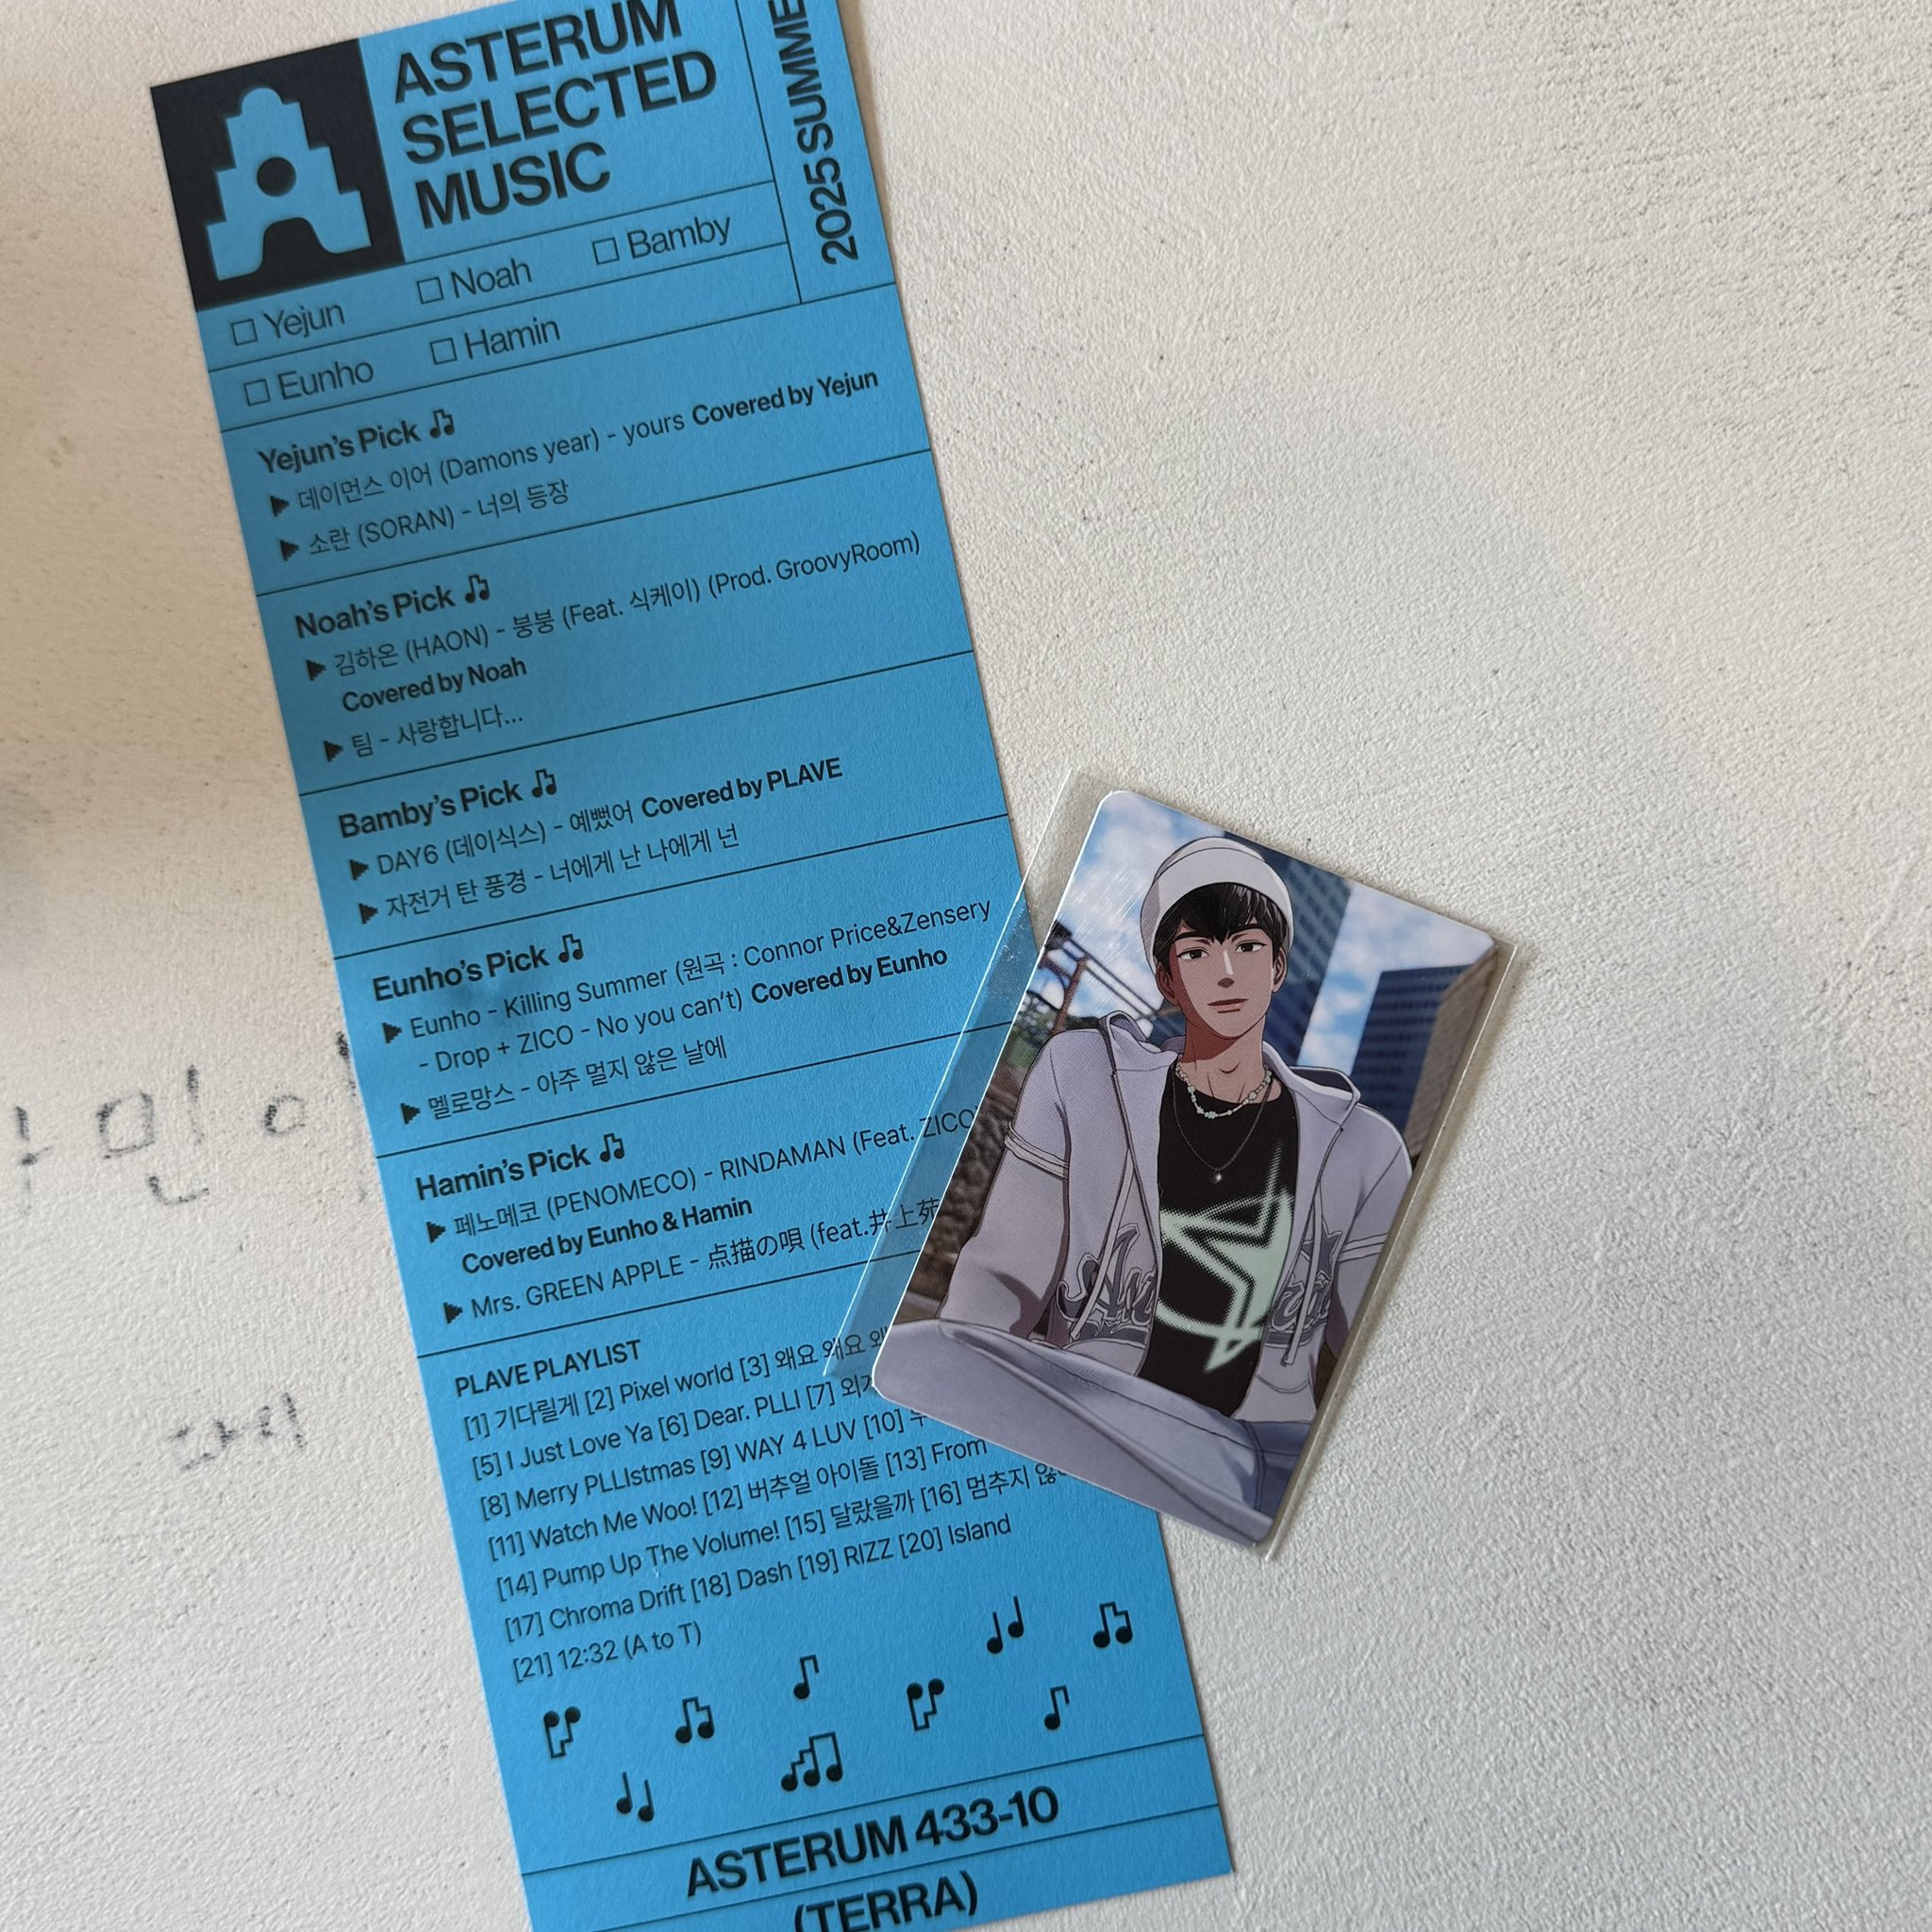 ASTERUM
SELECTED
MUSIC
2025 SUMME
□ Yejun □ Noah □ Bamby
□ Eunho □ Hamin
Yejun's Pick
▶ 데이먼스 이어 (Damons year) - yours Covered by Yejun
▶ 소란 (SORAN) - 너의 등장
Noah's Pick
▶ 김하온 (HAON) - 붕붕 (Feat. 식케이) (Prod. GroovyRoom)
Covered by Noah
▶ 팀 - 사랑합니다...
Bamby's Pick
▶ DAY6 (데이식스) - 예뻤어 Covered by PLAVE
▶ 자전거 탄 풍경 - 너에게 난 나에게 넌
Eunho's Pick
▶ Eunho - Killing Summer (원곡 : Connor Price&Zensery
- Drop + ZICO - No you can't) Covered by Eunho
▶ 멜로망스 - 아주 멀지 않은 날에
Hamin's Pick
▶ 페노메코 (PENOMECO) - RINDAMAN (Feat. ZICO)
Covered by Eunho & Hamin
▶ Mrs. GREEN APPLE - 点描の唄 (feat.井上苑
PLAVE PLAYLIST
[1] 기다릴게 [2] Pixel world [3] 왜요 왜요 왜
[5] I Just Love Ya [6] Dear. PLLI [7] 외
[8] Merry PLLIstmas [9] WAY 4 LUV [10]
[11] Watch Me Woo! [12] 버추얼 아이돌 [13] From
[14] Pump Up The Volume! [15] 달랐을까 [16] 멈추지 않
[17] Chroma Drift [18] Dash [19] RIZZ [20] Island
[21] 12:32 (A to T)
ASTERUM 433-10
(TERRA)